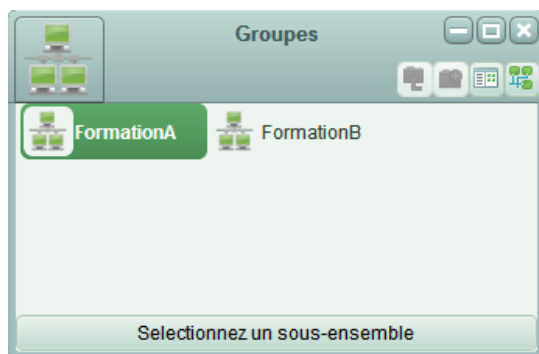 Groupes
FormationA
FormationB
Selectionnez un sous-ensemble